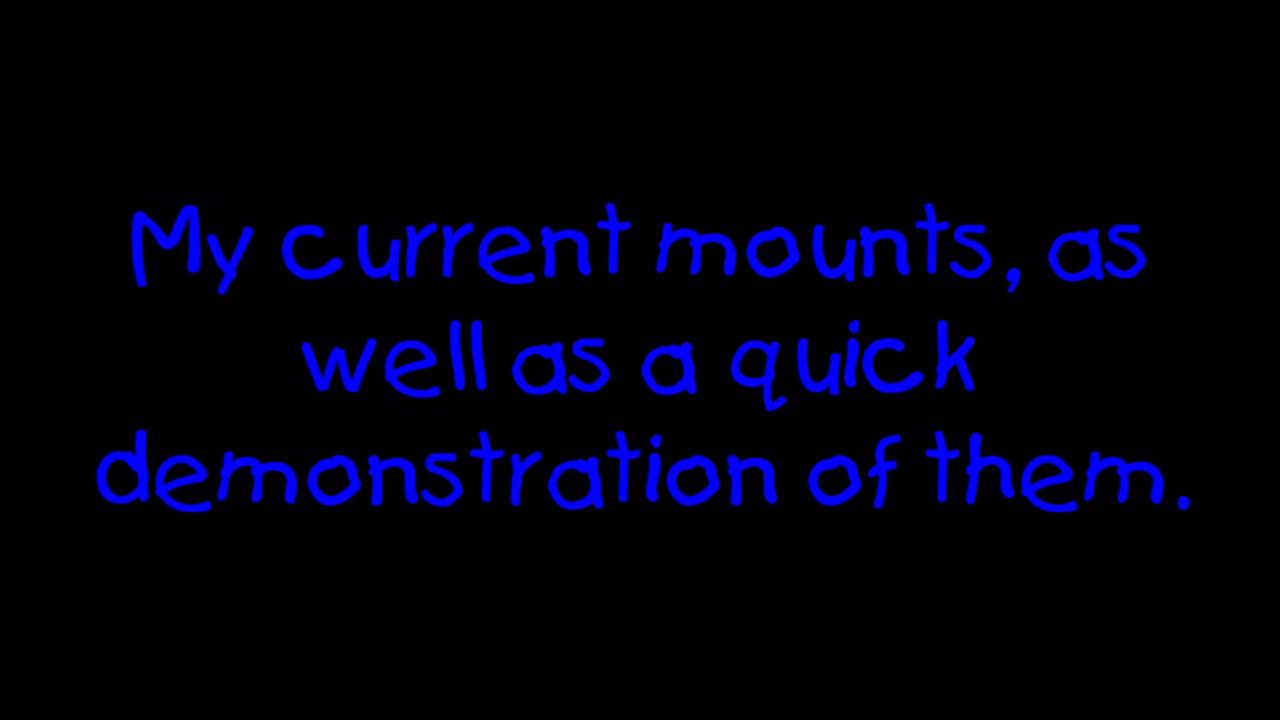 My current mounts, as
well as a quick
demonstration of them.